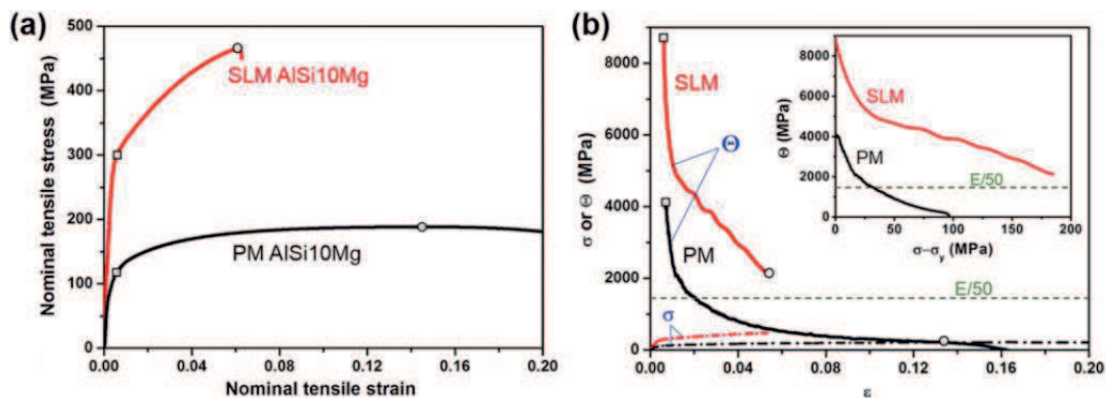 (a)
500
400
300
200
100
0
Nominal tensile stress (MPa)
SLM AlSi10Mg
PM AlSi10Mg
0.00
0.04
0.08
0.12
0.16
0.20
Nominal tensile strain
(b)
8000
6000
4000
2000
0
σ or Θ (MPa)
SLM
Θ
PM
E/50
σ
0.00
0.04
0.08
0.12
0.16
0.20
ε
8000
6000
4000
2000
0
Θ (MPa)
SLM
PM
E/50
0
50
100
150
200
σ-σy (MPa)